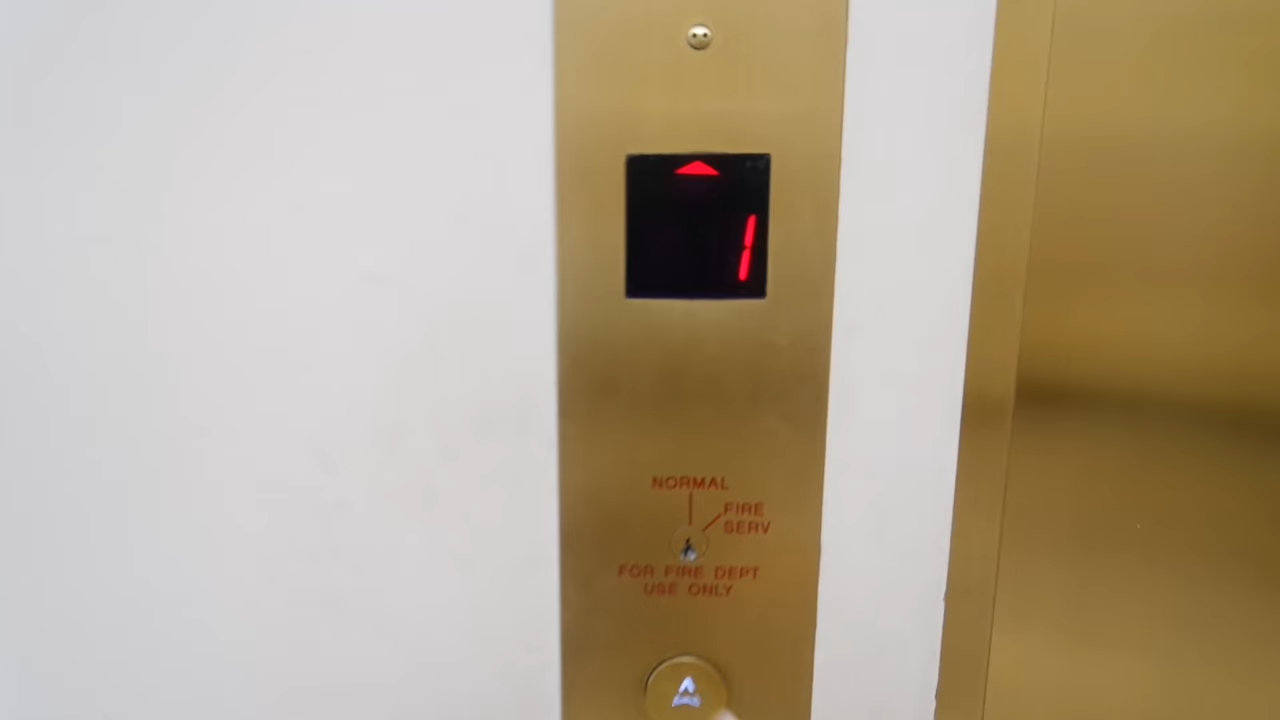 1
NORMAL
FIRE
SERV
FOR FIRE DEPT
USE ONLY